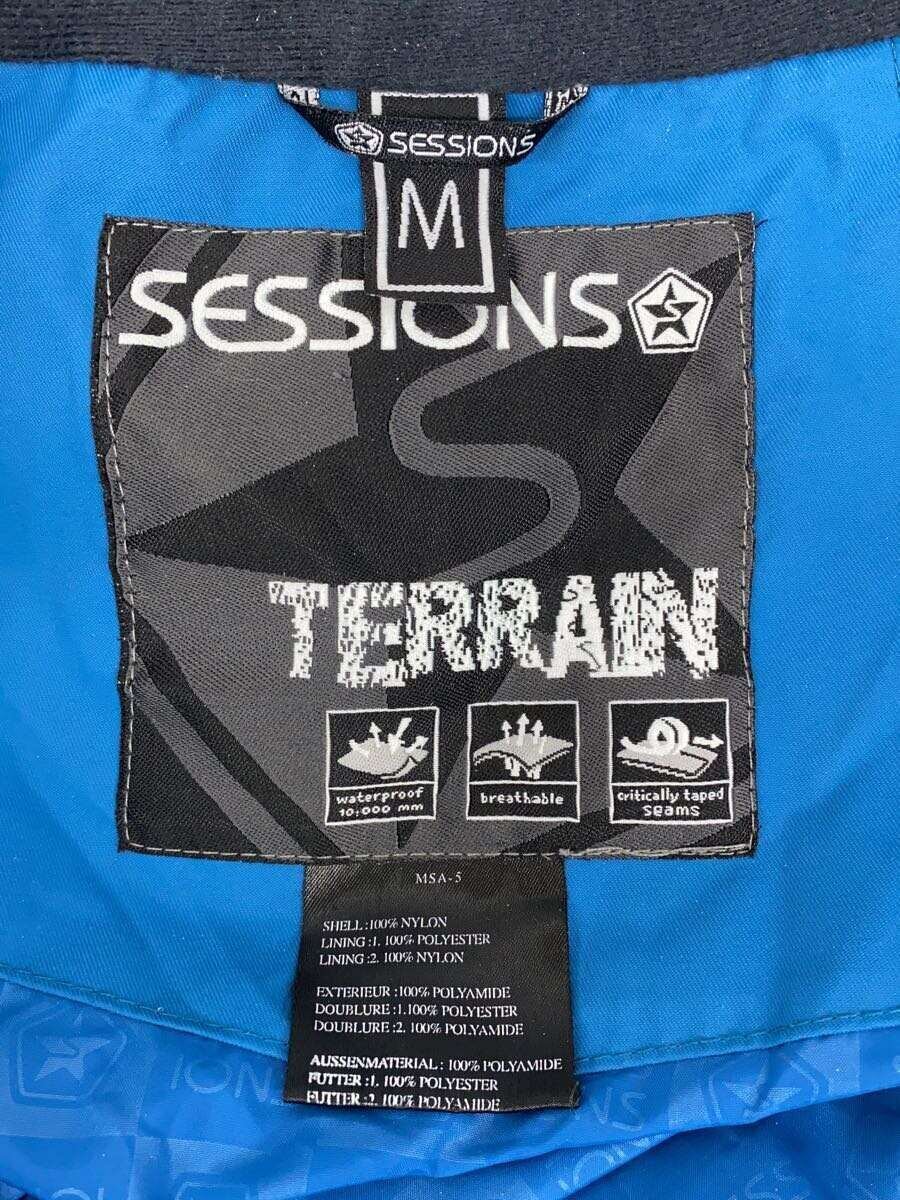 SESSIONS
M
SESSIONS
TERRAIN
waterproof
10,000 mm
breathable
critically taped
seams
MSA-5
SHELL:100% NYLON
LINING:1. 100% POLYESTER
LINING:2. 100% NYLON
EXTERIEUR:100% POLYAMIDE
DOUBLURE:1.100% POLYESTER
DOUBLURE:2. 100% POLYAMIDE
AUSSENMATERIAL: 100% POLYAMIDE
FUTTER:1. 100% POLYESTER
FUTTER:2. 100% POLYAMIDE